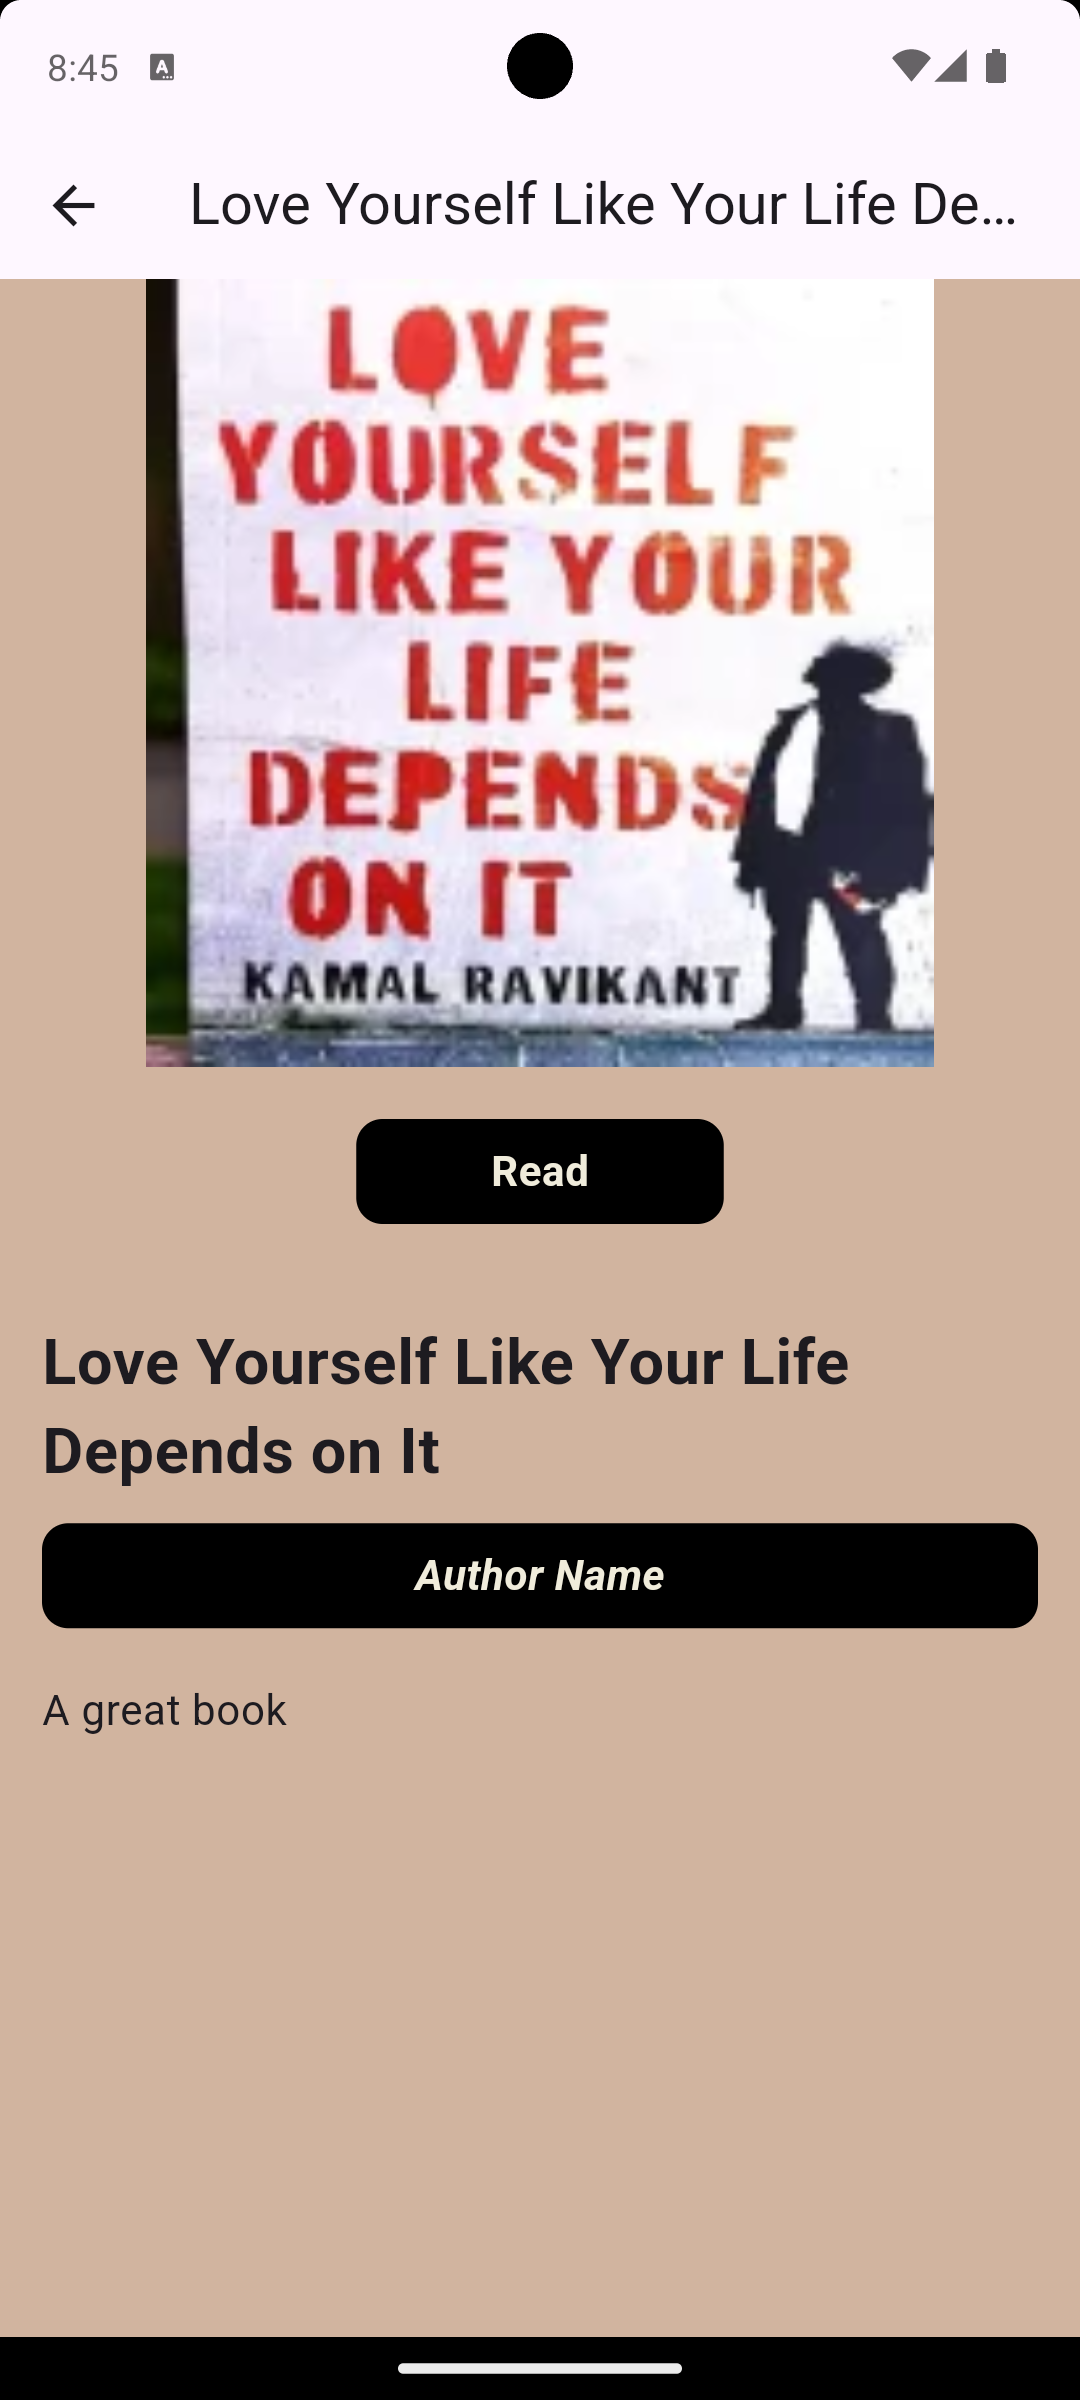 8:45
Love Yourself Like Your Life De...
LOVE
YOURSELF
LIKE YOUR
LIFE
DEPENDS
ON IT
KAMAL RAVIKANT
Read
Love Yourself Like Your Life
Depends on It
Author Name
A great book